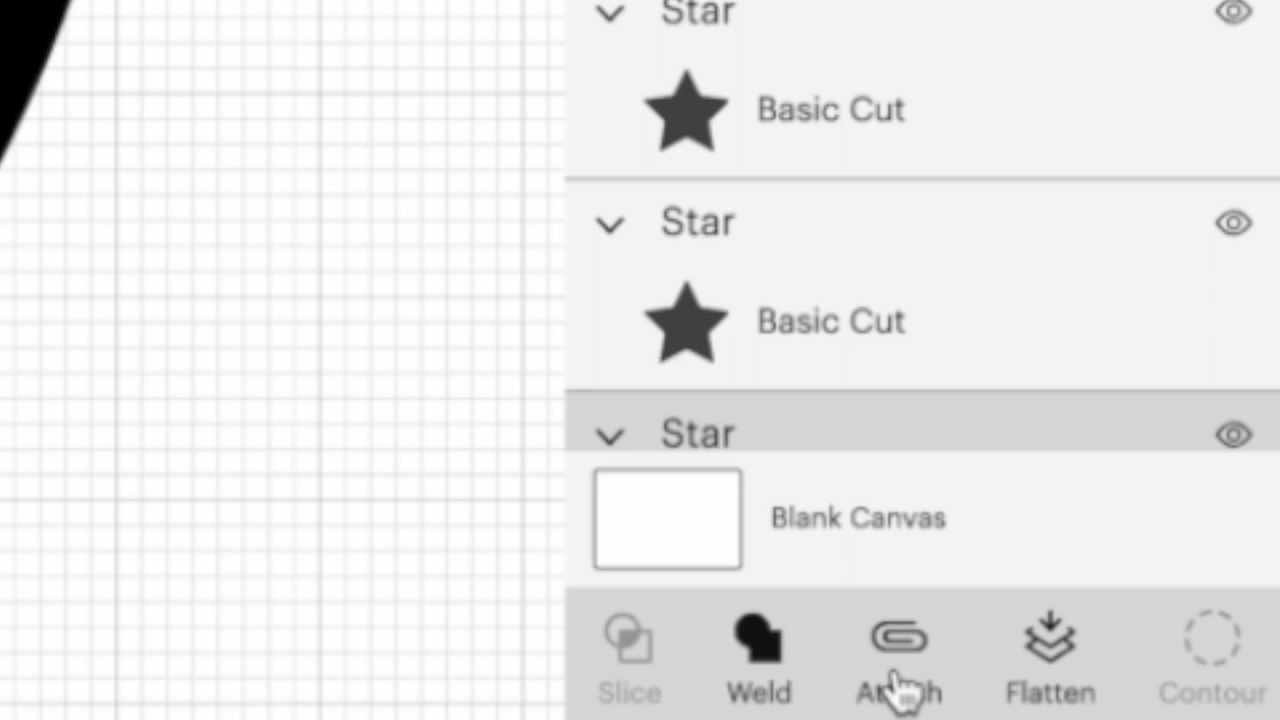 Star
Basic Cut
Star
Basic Cut
Star
Blank Canvas
Slice Weld Flatten Contour